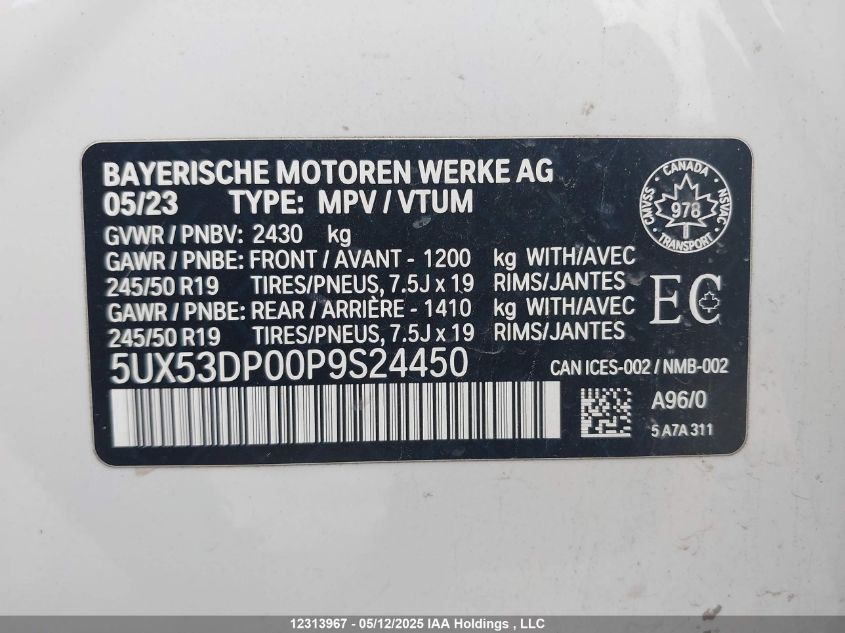 BAYERISCHE MOTOREN WERKE AG
05/23 TYPE: MPV / VTUM
GVWR / PNBV: 2430 kg
GAWR / PNBE: FRONT / AVANT - 1200 kg WITH/AVEC
245/50 R19 TIRES/PNEUS, 7.5J x 19 RIMS/JANTES
GAWR / PNBE: REAR / ARRIÈRE - 1410 kg WITH/AVEC
245/50 R19 TIRES/PNEUS, 7.5J x 19 RIMS/JANTES
5UX53DP00P9S24450
CANADA
CMVSS 978 NSVAC
TRANSPORT
EC
CAN ICES-002 / NMB-002
A96/0
5 A7A 311
12313967 - 05/12/2025 IAA Holdings , LLC